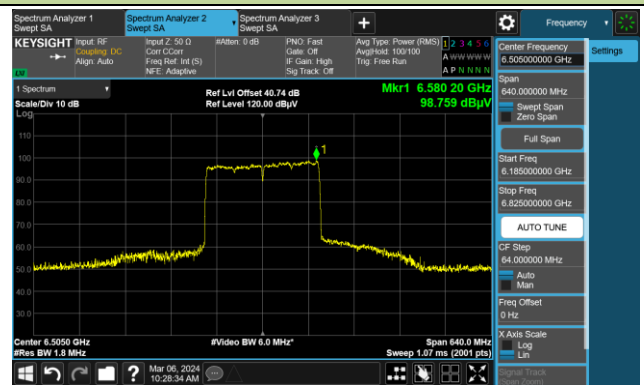 Spectrum Analyzer 1
Swept SA
Spectrum Analyzer 2
Swept SA
Spectrum Analyzer 3
Swept SA
+
Frequency
KEYSIGHT
Input: RF
Coupling: DC
Align: Auto
Input Z: 50 Ω
Corr CCorr
Freq Ref: Int (S)
NFE: Adaptive
#Atten: 0 dB
PNO: Fast
Gate: Off
IF Gain: High
Sig Track: Off
Avg Type: Power (RMS)
Avg|Hold: 100/100
Trig: Free Run
1 2 3 4 5 6
A W W W W W
A P N N N N
1 Spectrum
Scale/Div 10 dB
Log
Ref Lvl Offset 40.74 dB
Ref Level 120.00 dBµV
Mkr1 6.580 20 GHz
98.759 dBµV
110
100
90.0
80.0
70.0
60.0
50.0
40.0
30.0
1
Center 6.5050 GHz
#Res BW 1.8 MHz
#Video BW 6.0 MHz*
Span 640.0 MHz
Sweep 1.07 ms (2001 pts)
Center Frequency
6.505000000 GHz
Settings
Span
640.000000 MHz
Swept Span
Zero Span
Full Span
Start Freq
6.185000000 GHz
Stop Freq
6.825000000 GHz
AUTO TUNE
CF Step
64.000000 MHz
Auto
Man
Freq Offset
0 Hz
X Axis Scale
Log
Lin
Signal Track
(Span Zoom)
?
Mar 06, 2024
10:28:34 AM